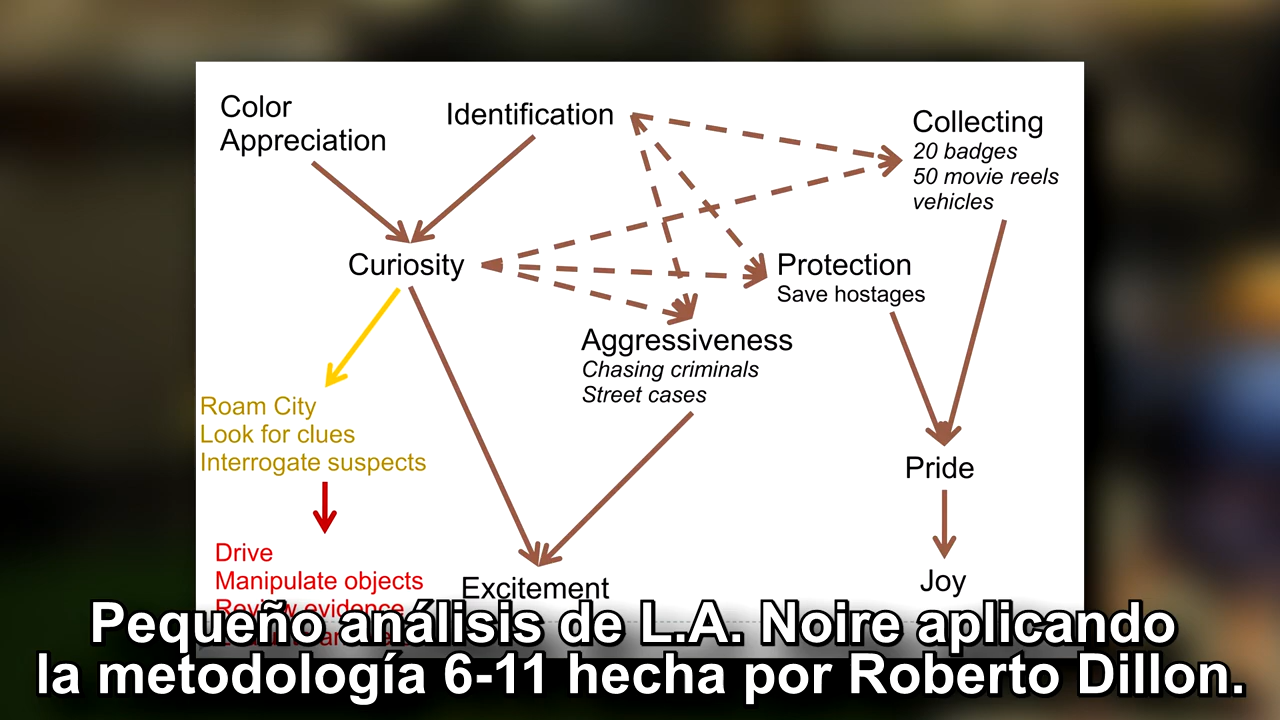 Color
Appreciation
Identification
Collecting
20 badges
50 movie reels
vehicles
Curiosity
Protection
Save hostages
Aggressiveness
Chasing criminals
Street cases
Roam City
Look for clues
Interrogate suspects
Pride
Drive
Manipulate objects
Review evidence
Excitement
Joy
Pequeño análisis de L.A. Noire aplicando
la metodología 6-11 hecha por Roberto Dillon.